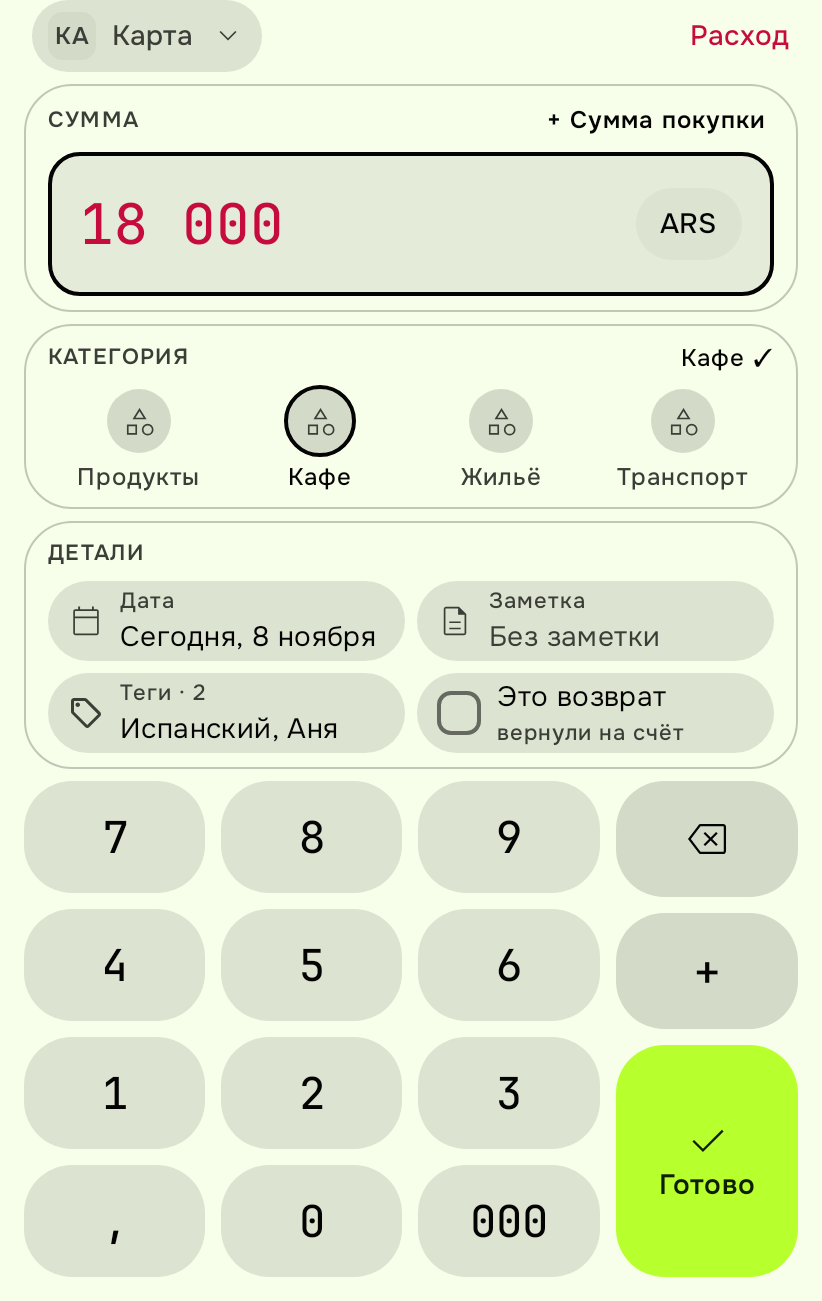 КА Карта Расход
СУММА + Сумма покупки
18 000 ARS
КАТЕГОРИЯ Кафе ✓
Продукты Кафе Жильё Транспорт
ДЕТАЛИ
Дата
Сегодня, 8 ноября
Заметка
Без заметки
Теги · 2
Испанский, Аня
Это возврат
вернули на счёт
7 8 9
4 5 6 +
1 2 3
, 0 000
Готово